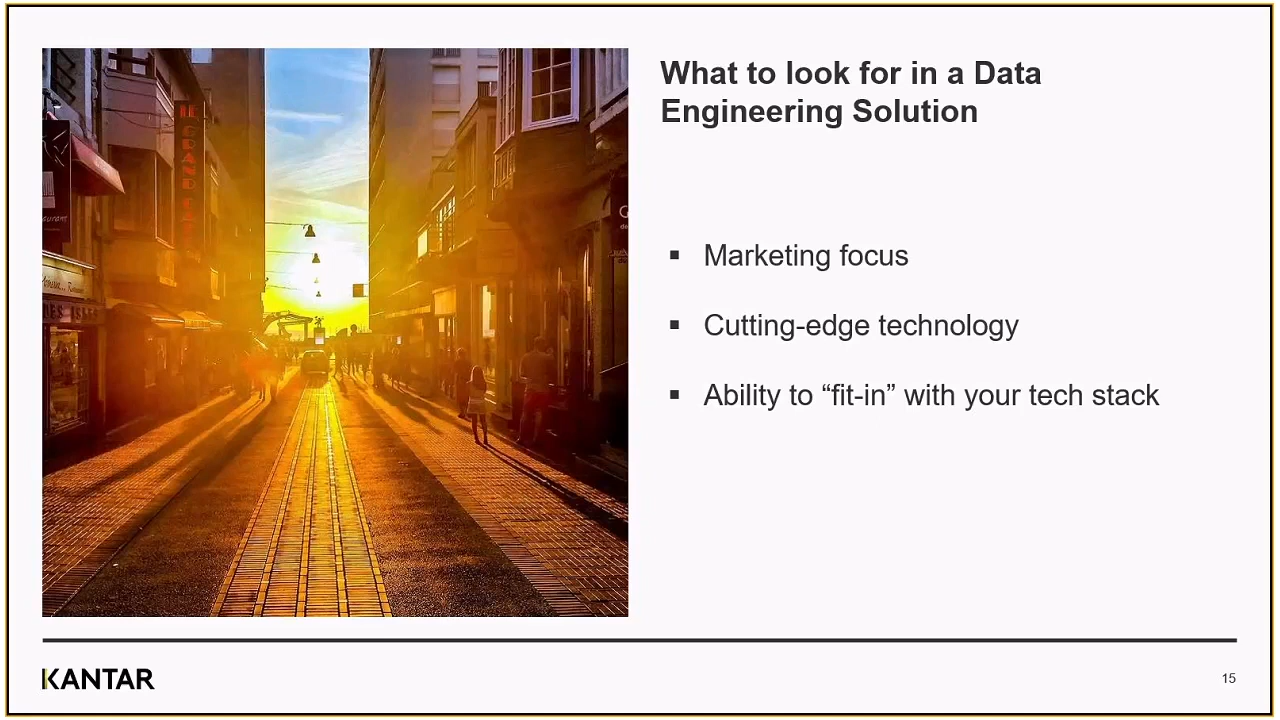 What to look for in a Data
Engineering Solution
▪ Marketing focus
▪ Cutting-edge technology
▪ Ability to “fit-in” with your tech stack
KANTAR
15